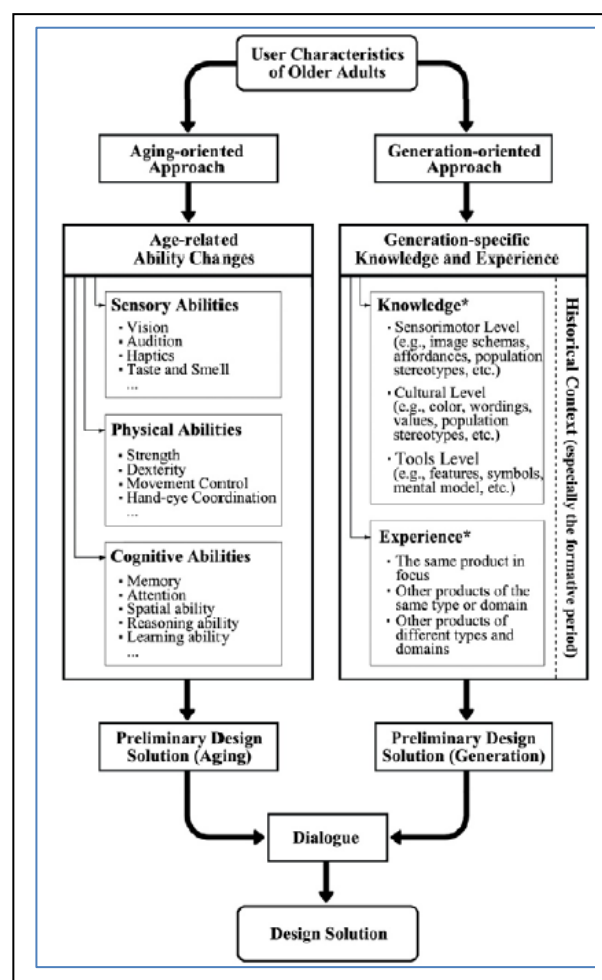 User Characteristics
of Older Adults
Aging-oriented
Approach
Generation-oriented
Approach
Age-related
Ability Changes
Sensory Abilities
· Vision
· Audition
· Haptics
· Taste and Smell
...
Physical Abilities
· Strength
· Dexterity
· Movement Control
· Hand-eye Coordination
...
Cognitive Abilities
· Memory
· Attention
· Spatial ability
· Reasoning ability
· Learning ability
...
Generation-specific
Knowledge and Experience
Knowledge*
· Sensorimotor Level
(e.g., image schemas,
affordances, population
stereotypes, etc.)
· Cultural Level
(e.g., color, wordings,
values, population
stereotypes, etc.)
· Tools Level
(e.g., features, symbols,
mental model, etc.)
Experience*
· The same product in
focus
· Other products of the
same type or domain
· Other products of
different types and
domains
Historical Context (especially the formative period)
Preliminary Design
Solution (Aging)
Preliminary Design
Solution (Generation)
Dialogue
Design Solution